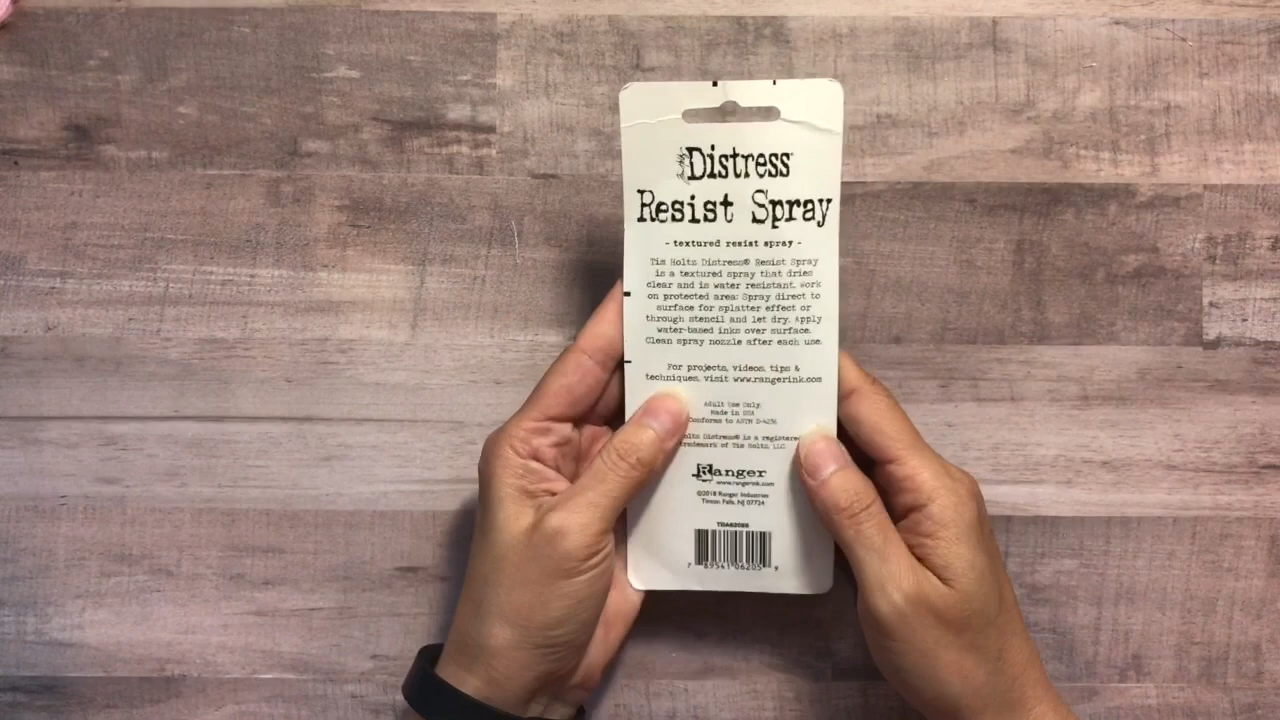 Distress
Resist Spray
- textured resist spray -
Tim Holtz Distress® Resist Spray
is a textured spray that dries
clear and is water resistant. Work
on protected area: Spray direct to
surface for splatter effect or
through stencil and let dry. Apply
water-based inks over surface.
Clean spray nozzle after each use.
For projects, videos, tips &
techniques, visit www.rangerink.com
Adult Use Only.
Made in USA
Conforms to ASTM D-4236
Distress® is a registered
trademark of Tim Holtz, LLC
Ranger
www.rangerink.com
©2018 Ranger Industries
Tinton Falls, NJ 07724
7 89541 06205 9